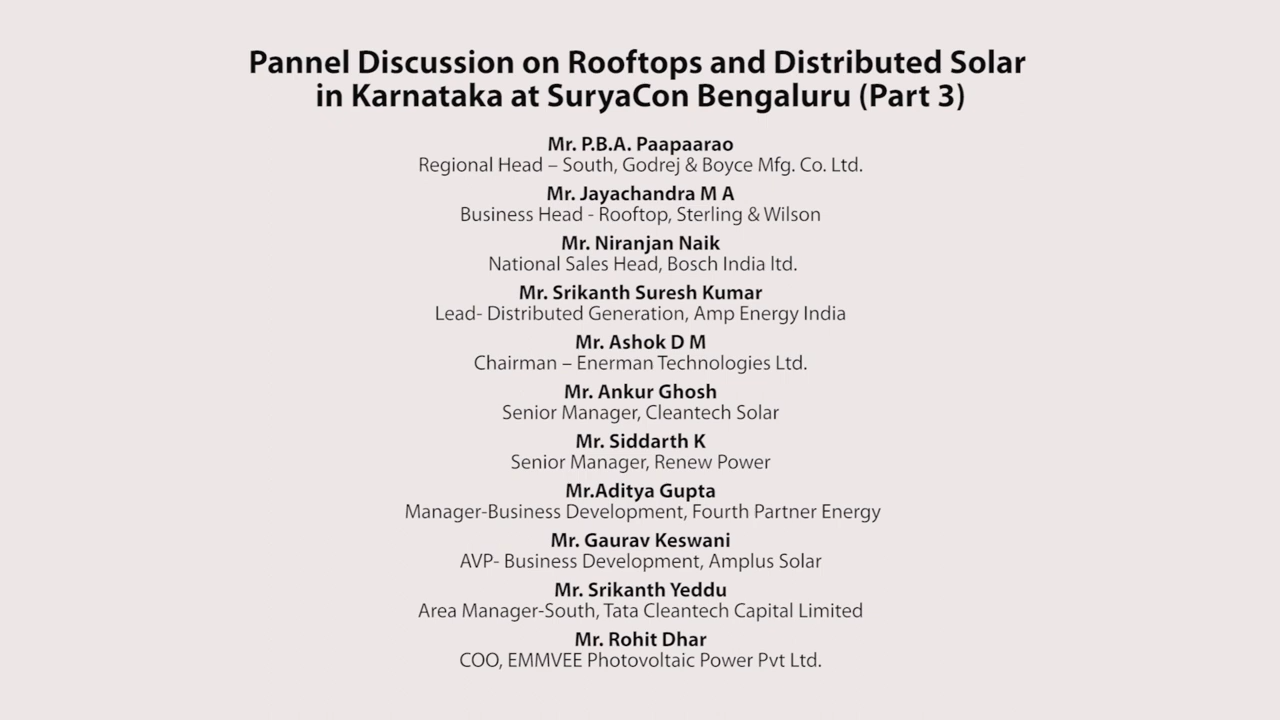 Pannel Discussion on Rooftops and Distributed Solar
in Karnataka at SuryaCon Bengaluru (Part 3)
Mr. P.B.A. Paapaarao
Regional Head – South, Godrej & Boyce Mfg. Co. Ltd.
Mr. Jayachandra M A
Business Head - Rooftop, Sterling & Wilson
Mr. Niranjan Naik
National Sales Head, Bosch India ltd.
Mr. Srikanth Suresh Kumar
Lead- Distributed Generation, Amp Energy India
Mr. Ashok D M
Chairman – Enerman Technologies Ltd.
Mr. Ankur Ghosh
Senior Manager, Cleantech Solar
Mr. Siddarth K
Senior Manager, Renew Power
Mr.Aditya Gupta
Manager-Business Development, Fourth Partner Energy
Mr. Gaurav Keswani
AVP- Business Development, Amplus Solar
Mr. Srikanth Yeddu
Area Manager-South, Tata Cleantech Capital Limited
Mr. Rohit Dhar
COO, EMMVEE Photovoltaic Power Pvt Ltd.